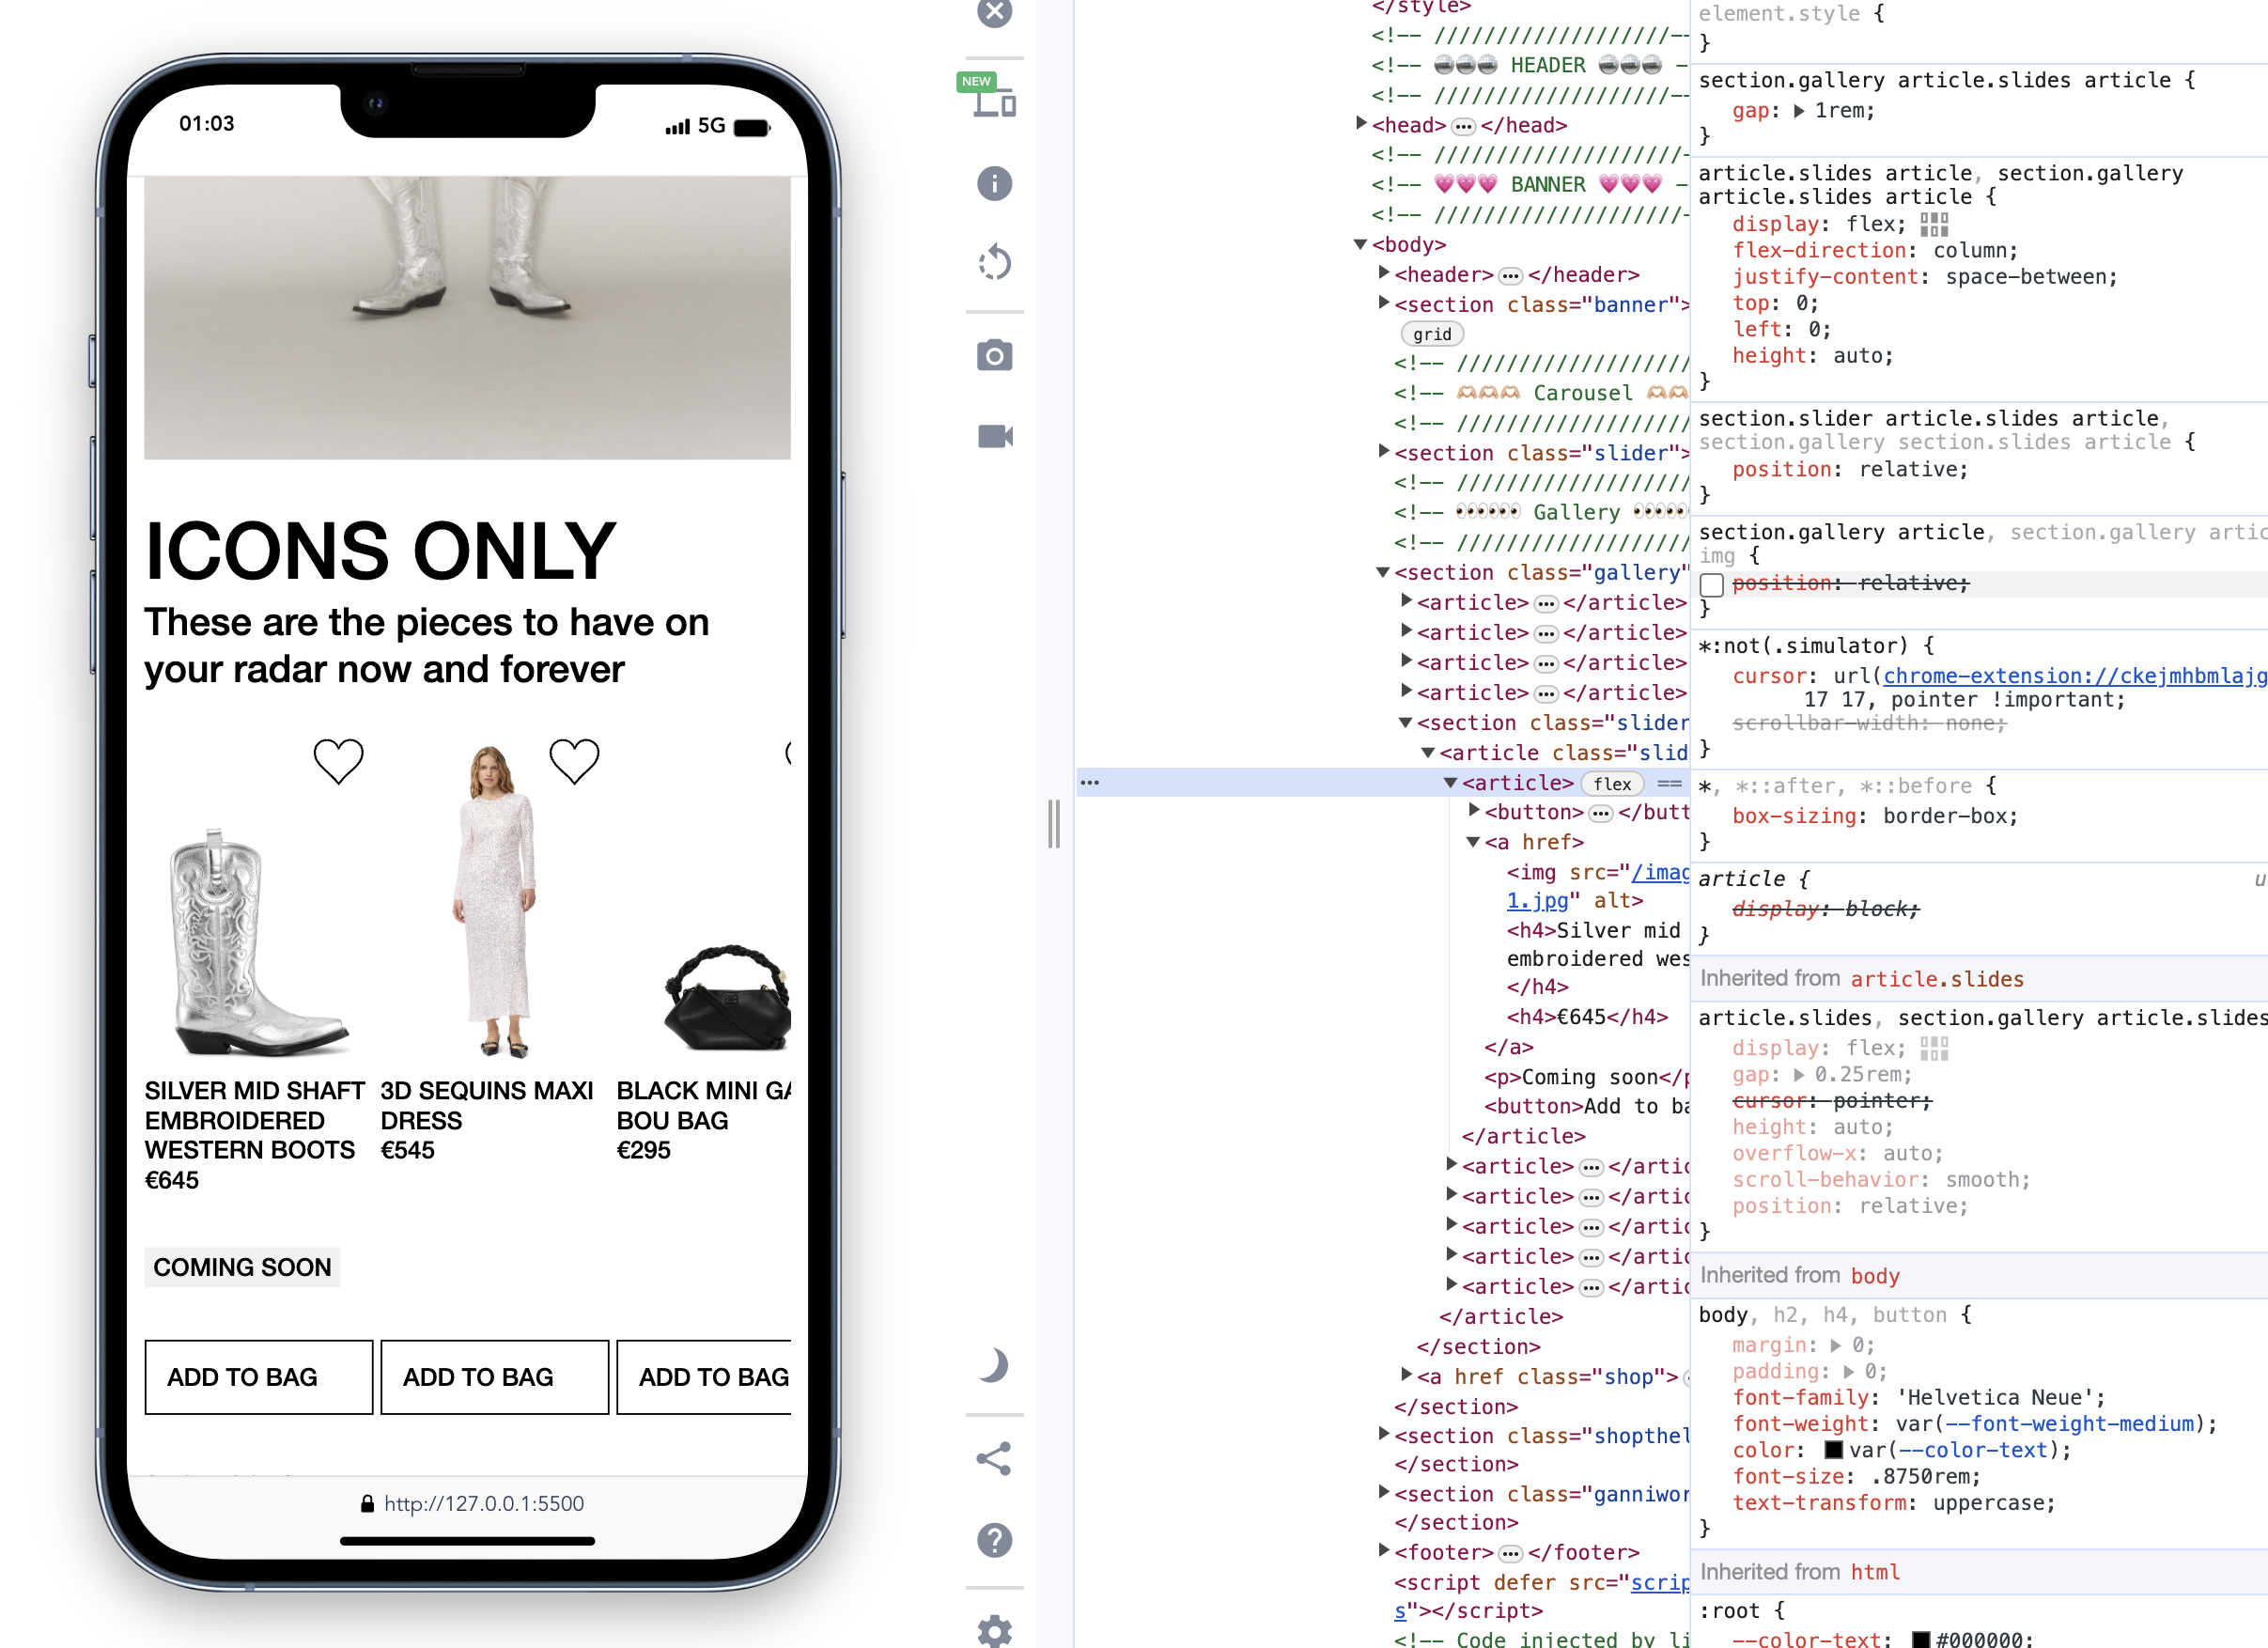 01:03
5G
ICONS ONLY
These are the pieces to have on
your radar now and forever
SILVER MID SHAFT
EMBROIDERED
WESTERN BOOTS
€645
3D SEQUINS MAXI
DRESS
€545
BLACK MINI GA
BOU BAG
€295
COMING SOON
ADD TO BAG
ADD TO BAG
ADD TO BAG
http://127.0.0.1:5500
NEW
</style>
<!-- ///////////////////--
<!-- 🪩🪩🪩 HEADER 🪩🪩🪩 -
<!-- ///////////////////--
<head>•••</head>
<!-- ////////////////////-
<!-- 💗💗💗 BANNER 💗💗💗 -
<!-- ////////////////////-
<body>
<header>•••</header>
<section class="banner">
grid
<!-- ///////////////////
<!-- 🫶🏼🫶🏼🫶🏼 Carousel 🫶🏼🫶🏼
<!-- ///////////////////
<section class="slider">
<!-- ///////////////////
<!-- 👀👀👀 Gallery 👀👀👀
<!-- ///////////////////
<section class="gallery"
<article>•••</article>
<article>•••</article>
<article>•••</article>
<article>•••</article>
<section class="slider
<article class="slid
••• <article> flex ==
<button>•••</butt
<a href>
<img src="/imag
1.jpg" alt>
<h4>Silver mid
embroidered wes
</h4>
<h4>€645</h4>
</a>
<p>Coming soon</p
<button>Add to ba
</article>
<article>•••</artic
<article>•••</artic
<article>•••</artic
<article>•••</artic
<article>•••</artic
</article>
</section>
<a href class="shop">
</section>
<section class="shopthel
</section>
<section class="ganniwor
</section>
<footer>•••</footer>
<script defer src="scrip
s"></script>
<!-- Code injected by li
element.style {
}
section.gallery article.slides article {
gap: 1rem;
}
article.slides article, section.gallery
article.slides article {
display: flex;
flex-direction: column;
justify-content: space-between;
top: 0;
left: 0;
height: auto;
}
section.slider article.slides article,
section.gallery section.slides article {
position: relative;
}
section.gallery article, section.gallery artic
img {
position: relative;
}
*:not(.simulator) {
cursor: url(chrome-extension://ckejmhbmlajg
17 17, pointer !important;
scrollbar-width: none;
}
*, *::after, *::before {
box-sizing: border-box;
}
article { u
display: block;
}
Inherited from article.slides
article.slides, section.gallery article.slides
display: flex;
gap: 0.25rem;
cursor: pointer;
height: auto;
overflow-x: auto;
scroll-behavior: smooth;
position: relative;
}
Inherited from body
body, h2, h4, button {
margin: 0;
padding: 0;
font-family: 'Helvetica Neue';
font-weight: var(--font-weight-medium);
color: var(--color-text);
font-size: .8750rem;
text-transform: uppercase;
}
Inherited from html
:root {
--color-text: #000000;